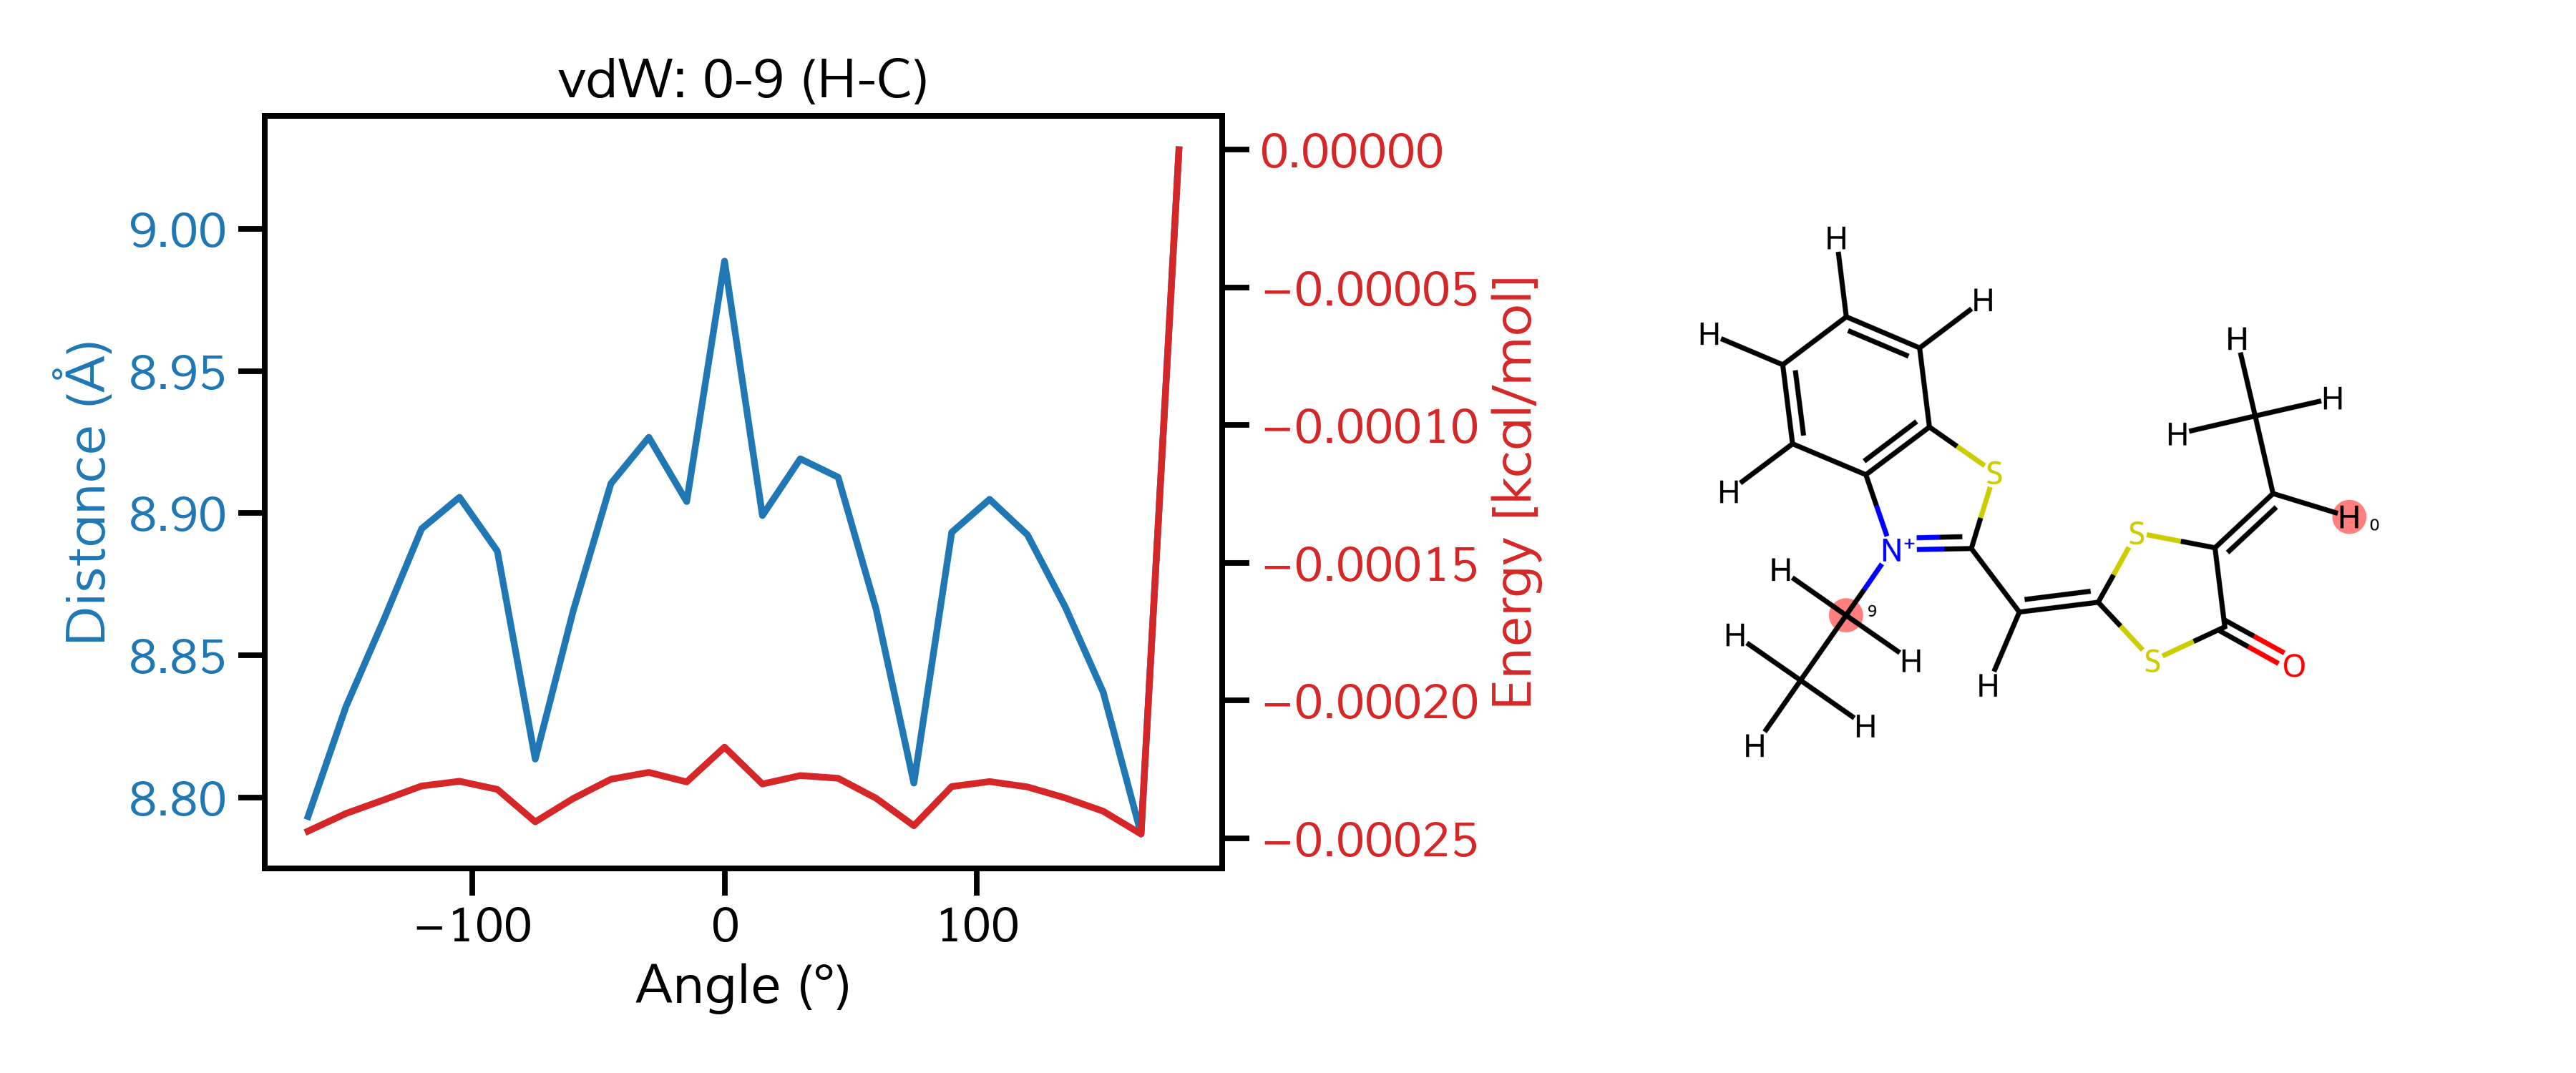 vdW: 0-9 (H-C)
Distance (Å)
9.00
8.95
8.90
8.85
8.80
−100
0
100
Angle (°)
0.00000
−0.00005
−0.00010
−0.00015
−0.00020
−0.00025
Energy [kcal/mol]
H
H
H
H
H
H
H
S
H
H 0
S
N⁺
H
9
H
H
S
O
H
H
H